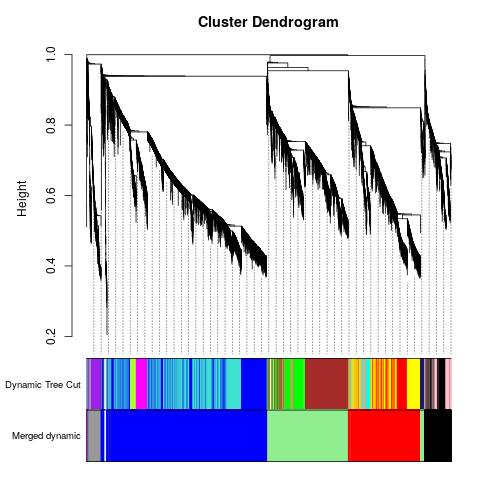 Cluster Dendrogram
Height
1.0
0.8
0.6
0.4
0.2
Dynamic Tree Cut
Merged dynamic